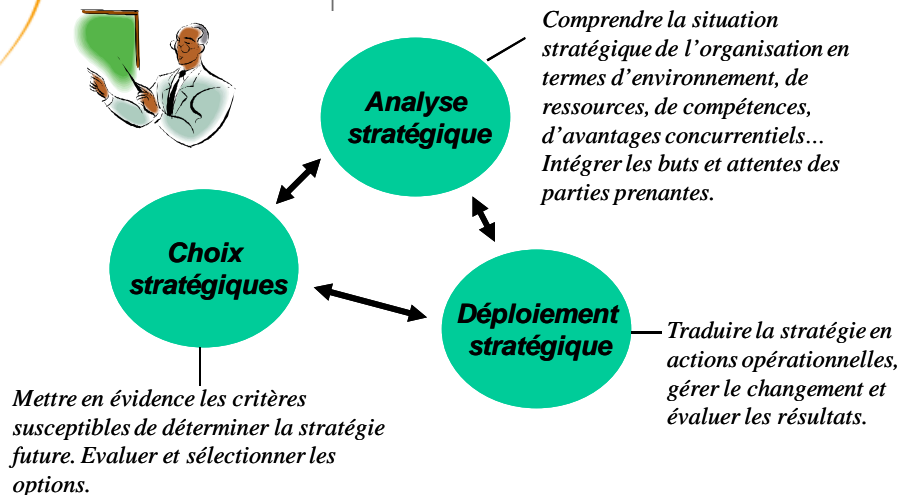 Comprendre la situation
stratégique de l’organisation en
termes d’environnement, de
ressources, de compétences,
d’avantages concurrentiels…
Intégrer les buts et attentes des
parties prenantes.
Analyse
stratégique
Choix
stratégiques
Déploiement
stratégique
Traduire la stratégie en
actions opérationnelles,
gérer le changement et
évaluer les résultats.
Mettre en évidence les critères
susceptibles de déterminer la stratégie
future. Evaluer et sélectionner les
options.